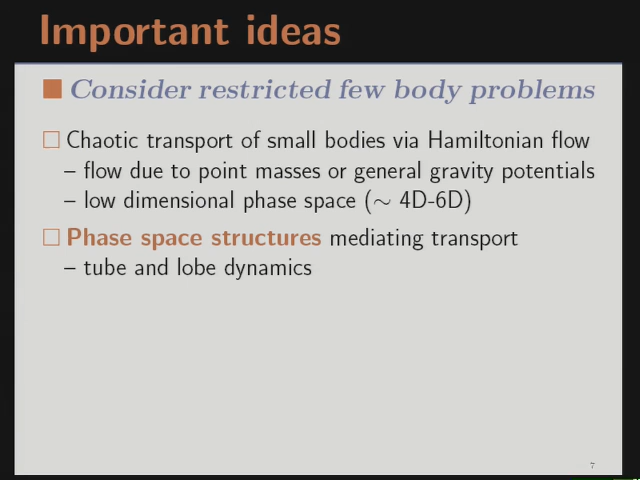 Important ideas
Consider restricted few body problems
Chaotic transport of small bodies via Hamiltonian flow
– flow due to point masses or general gravity potentials
– low dimensional phase space (∼ 4D-6D)
Phase space structures mediating transport
– tube and lobe dynamics
7